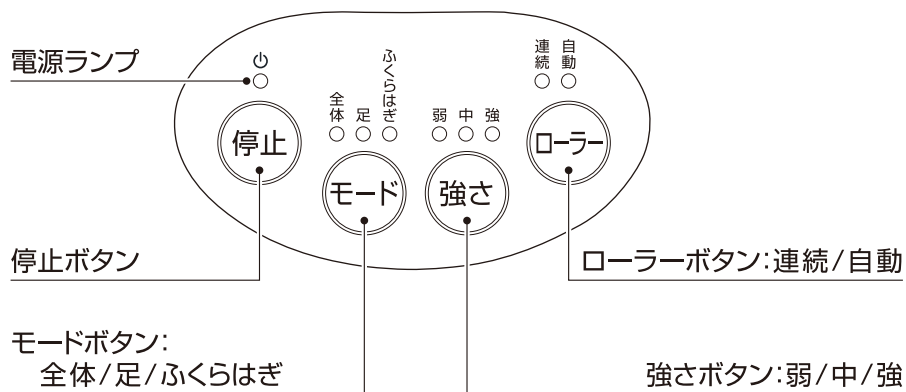 電源ランプ
連続
自動
ふくらはぎ
全体
足
弱
中
強
停止
ローラー
モード
強さ
停止ボタン
ローラーボタン:連続/自動
モードボタン:
全体/足/ふくらはぎ
強さボタン:弱/中/強